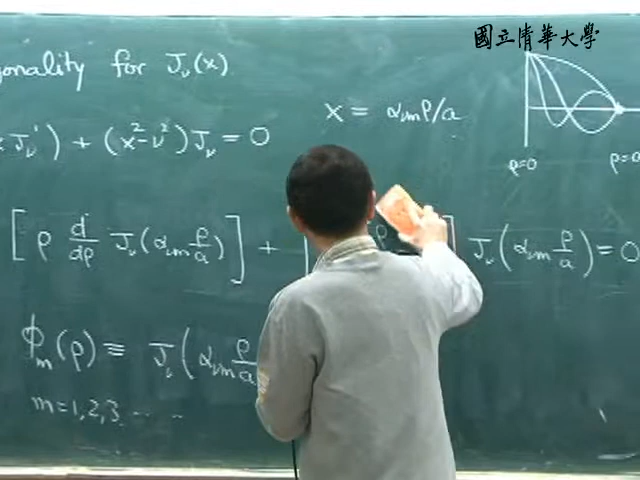 國立清華大學
onality for J_ν(x)
x = α_νm ρ/a
x J_ν') + (x²-ν²) J_ν = 0
ρ=0 ρ=a
[ρ d/dρ J_ν(α_νm ρ/a)] + [ρ ] J_ν(α_νm ρ/a) = 0
φ_m(ρ) ≡ J_ν(α_νm ρ/a
m=1,2,3.....